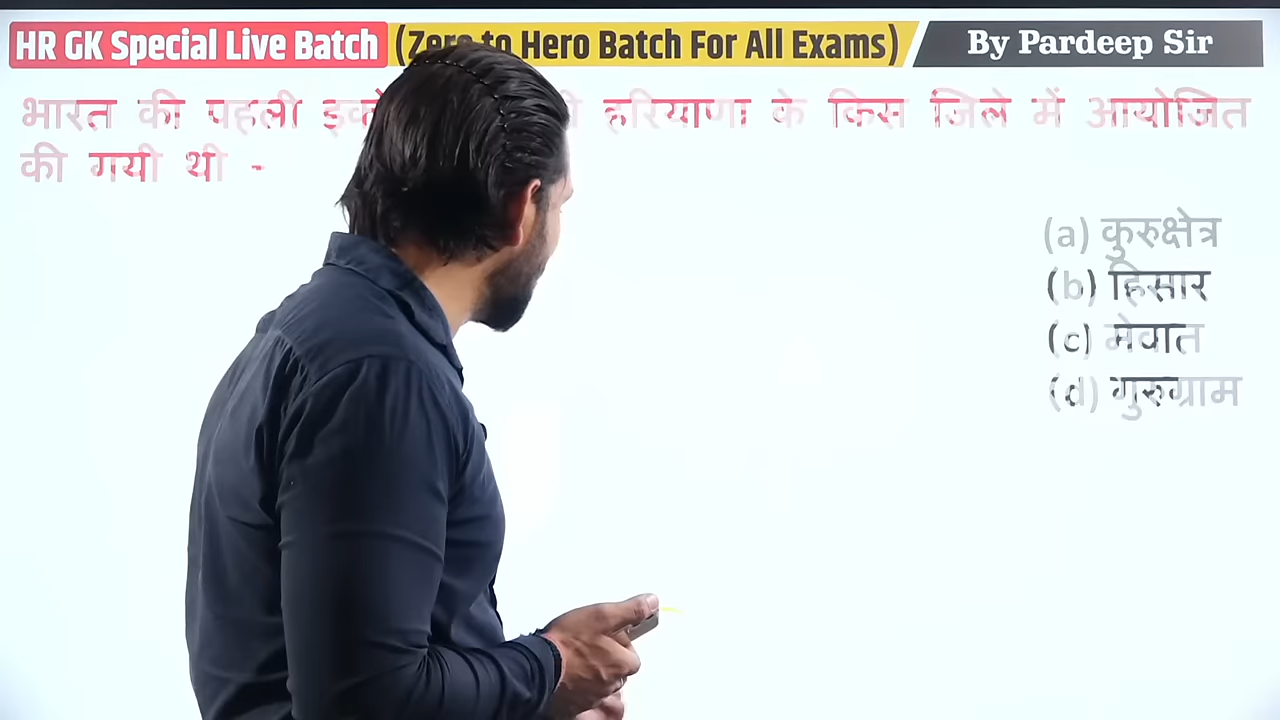 HR GK Special Live Batch (Zero to Hero Batch For All Exams) By Pardeep Sir
भारत की पहली हरियाणा के किस जिले में आयोजित
की गयी थी -
(a) कुरुक्षेत्र
(b) हिसार
(c) मेवात
(d) गुरुग्राम